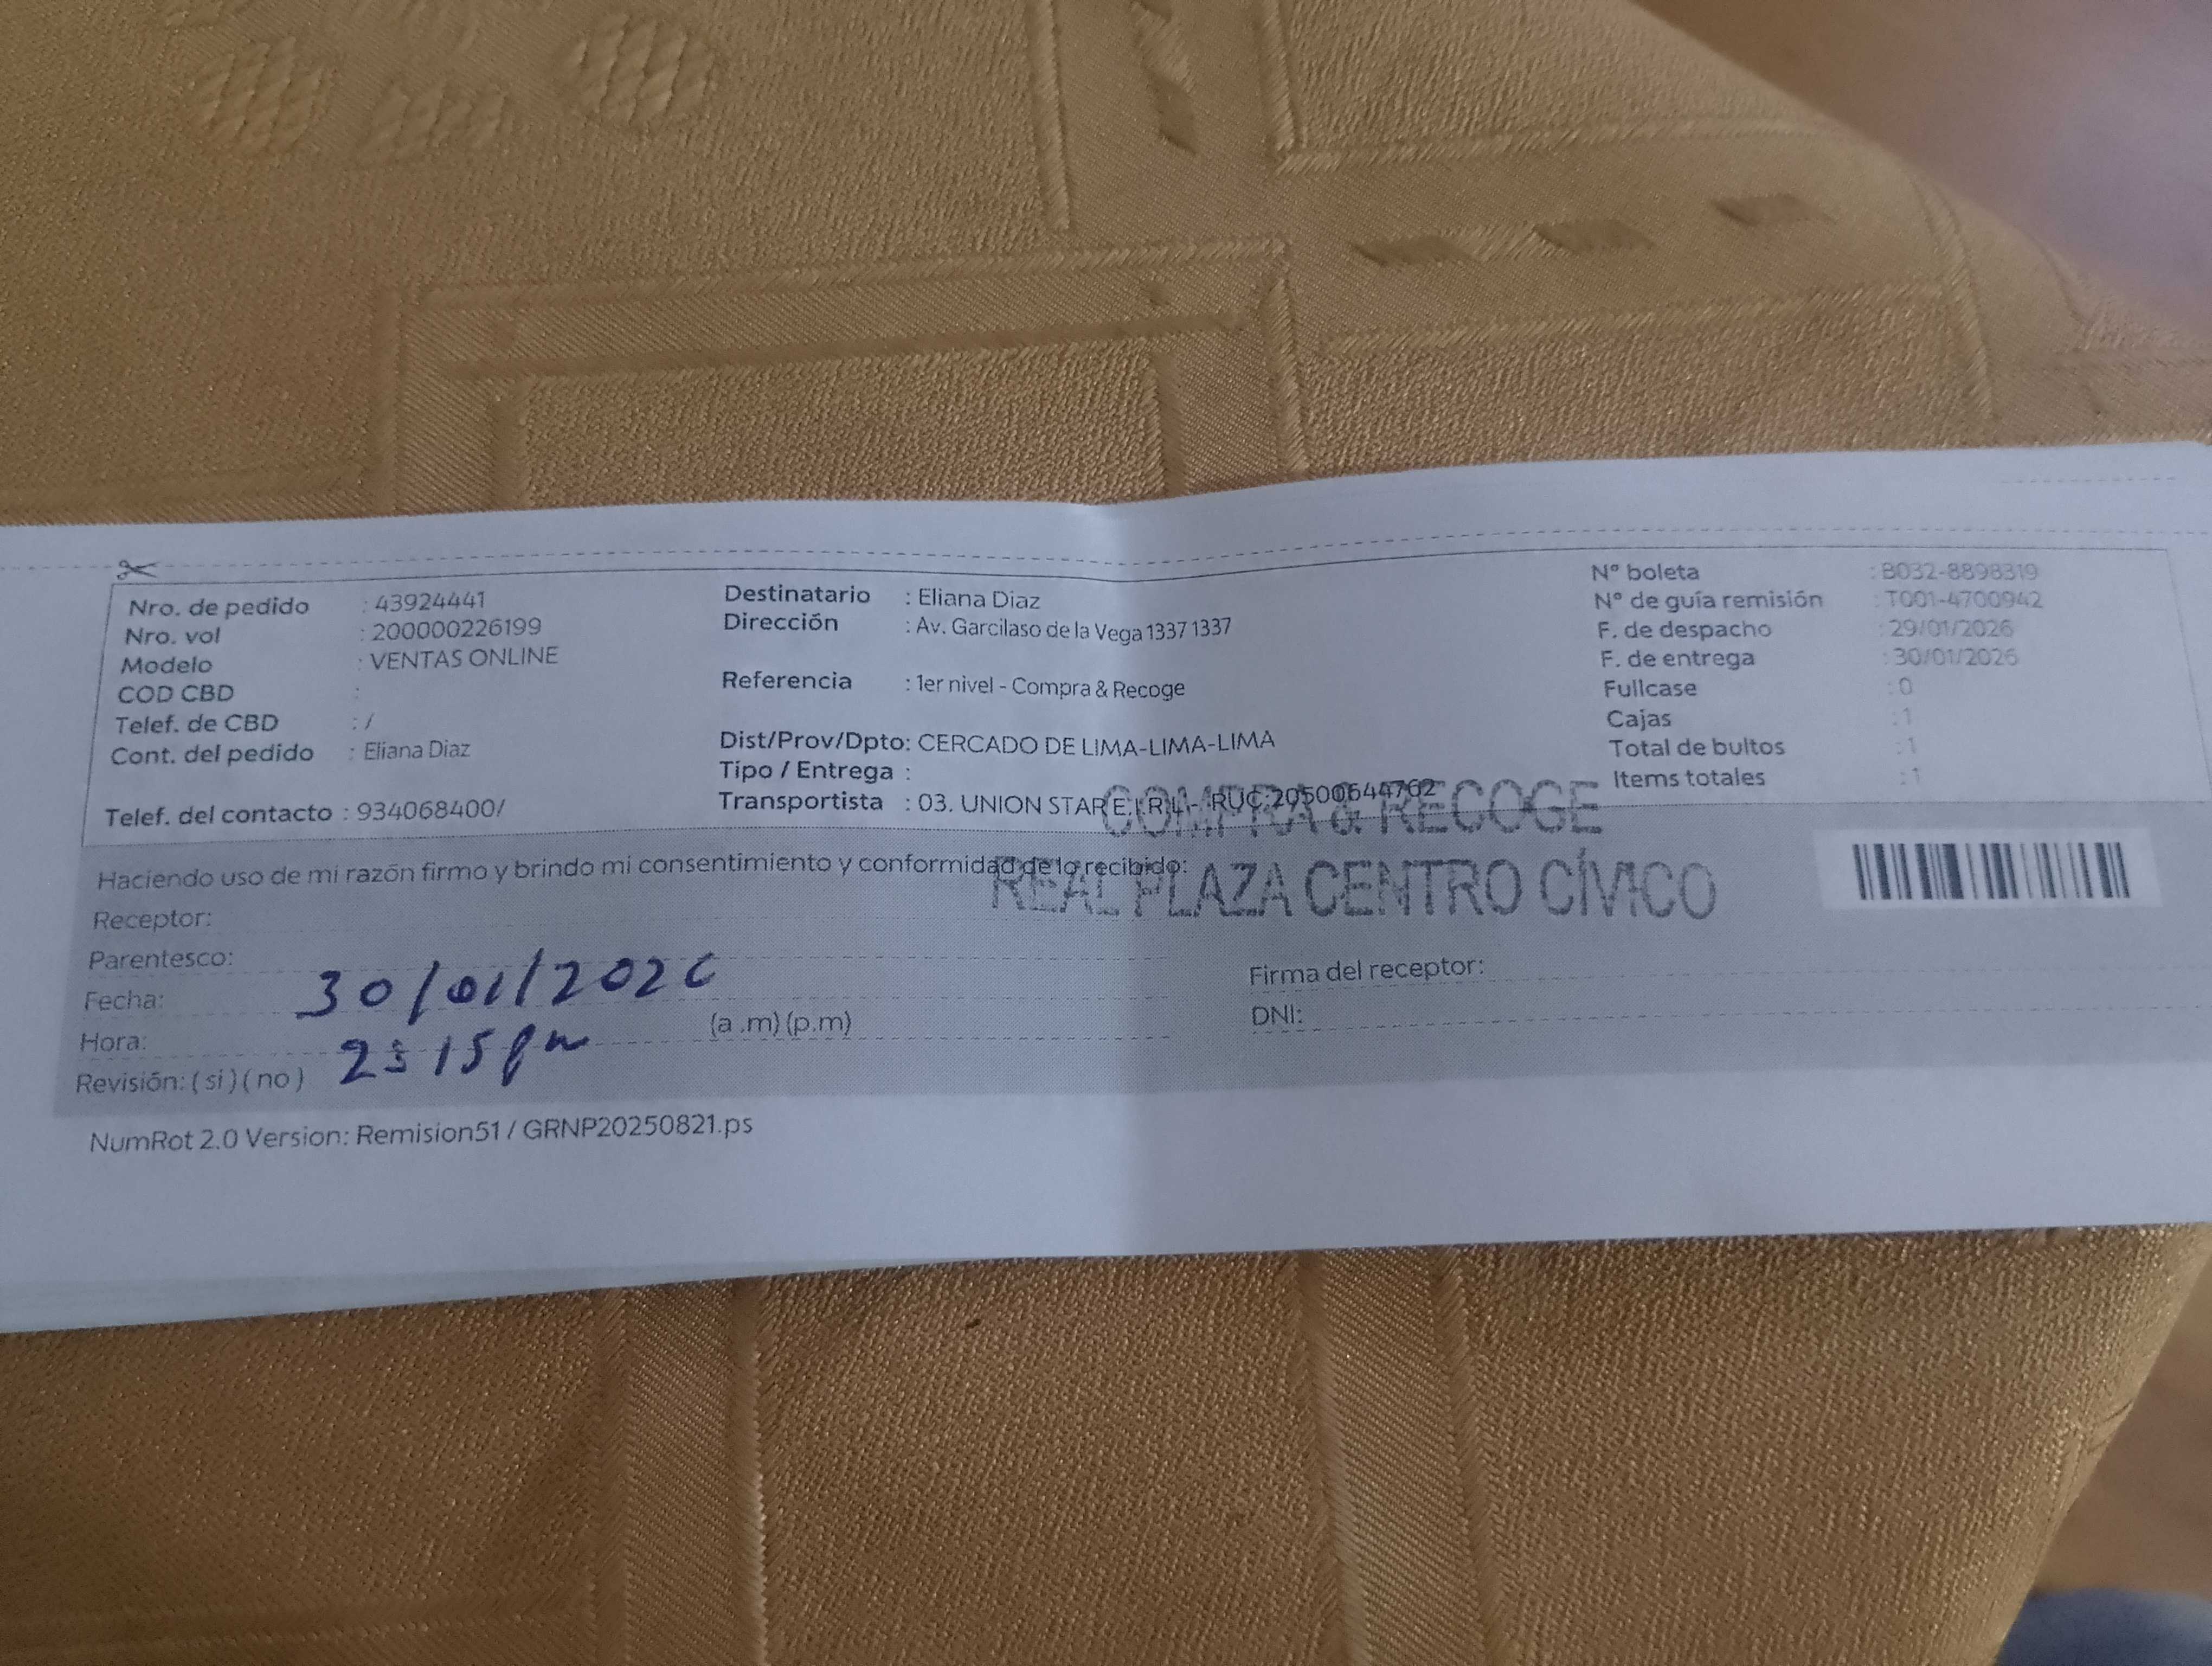 Nro. de pedido : 43924441
Nro. vol : 200000226199
Modelo : VENTAS ONLINE
COD CBD :
Telef. de CBD : /
Cont. del pedido : Eliana Diaz
Telef. del contacto : 934068400/
Destinatario : Eliana Diaz
Dirección : Av. Garcilaso de la Vega 1337 1337
Referencia : 1er nivel - Compra & Recoge
Dist/Prov/Dpto: CERCADO DE LIMA-LIMA-LIMA
Tipo / Entrega :
Transportista : 03. UNION STAR E.I.R.L - RUC:20500644762
N° boleta : B032-8898319
N° de guía remisión : T001-4700942
F. de despacho : 29/01/2026
F. de entrega : 30/01/2026
Fullcase : 0
Cajas : 1
Total de bultos : 1
Items totales : 1
COMPRA & RECOGE
REAL PLAZA CENTRO CÍVICO
Haciendo uso de mi razón firmo y brindo mi consentimiento y conformidad de lo recibido:
Receptor:
Parentesco:
Fecha: 30/01/2026
Hora: (a .m) (p.m)
Revisión: ( si ) ( no ) 2:15 pm
Firma del receptor:
DNI:
NumRot 2.0 Version: Remision51 / GRNP20250821.ps